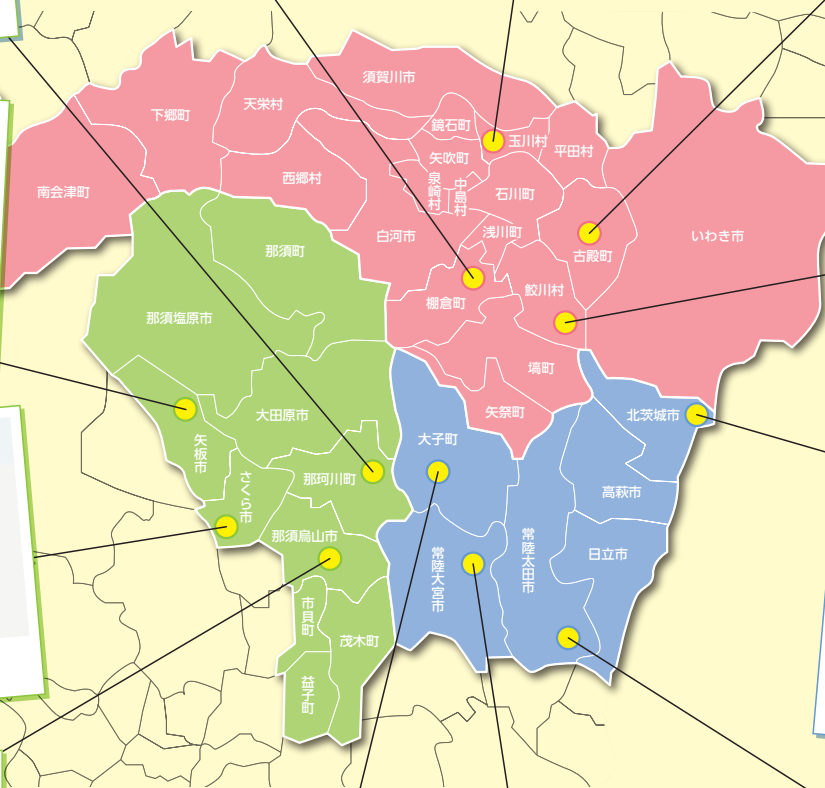 須賀川市
天栄村
下郷町
鏡石町
玉川村
平田村
矢吹町
西郷村
泉崎村
中島村
石川町
南会津町
白河市
浅川町
いわき市
那須町
古殿町
棚倉町
鮫川村
那須塩原市
塙町
矢祭町
大田原市
北茨城市
大子町
矢板市
さくら市
那珂川町
高萩市
那須烏山市
常陸大宮市
常陸太田市
日立市
市貝町
茂木町
益子町